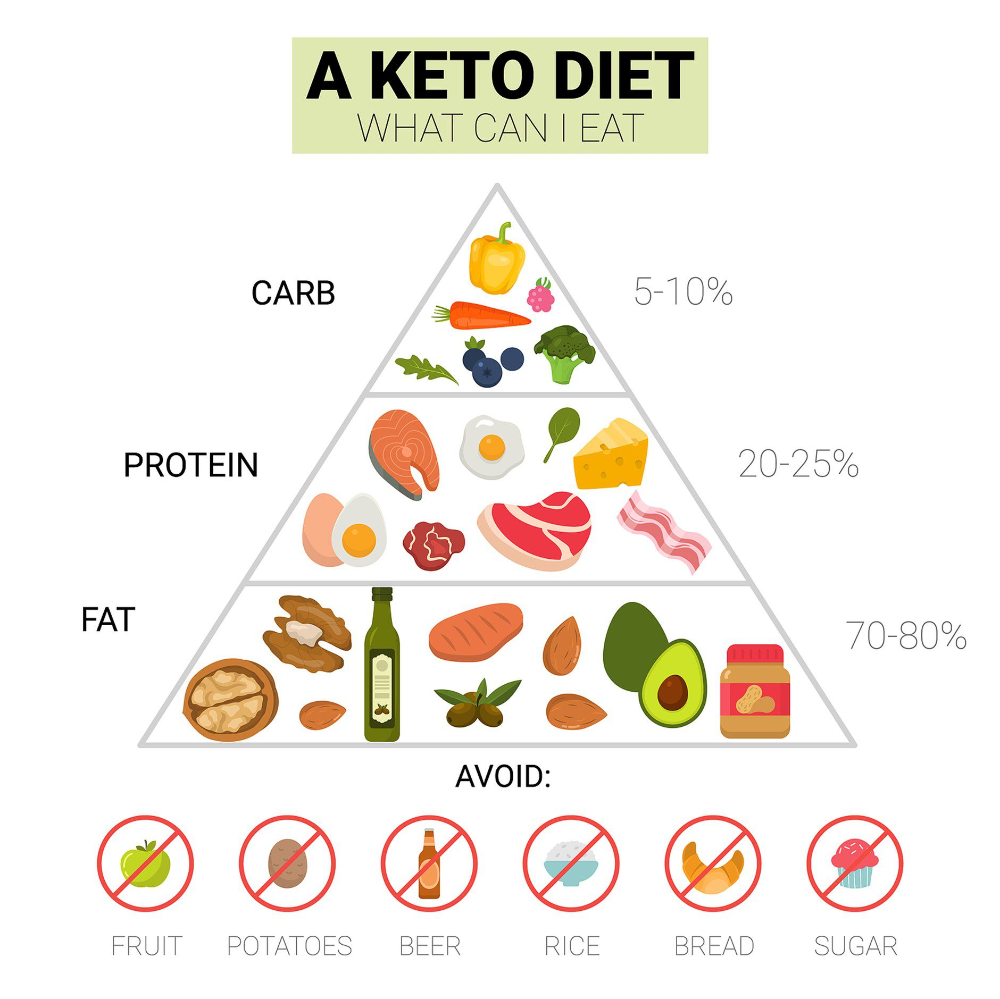 A KETO DIET
WHAT CAN I EAT
CARB
5-10%
PROTEIN
20-25%
FAT
70-80%
AVOID:
FRUIT
POTATOES
BEER
RICE
BREAD
SUGAR